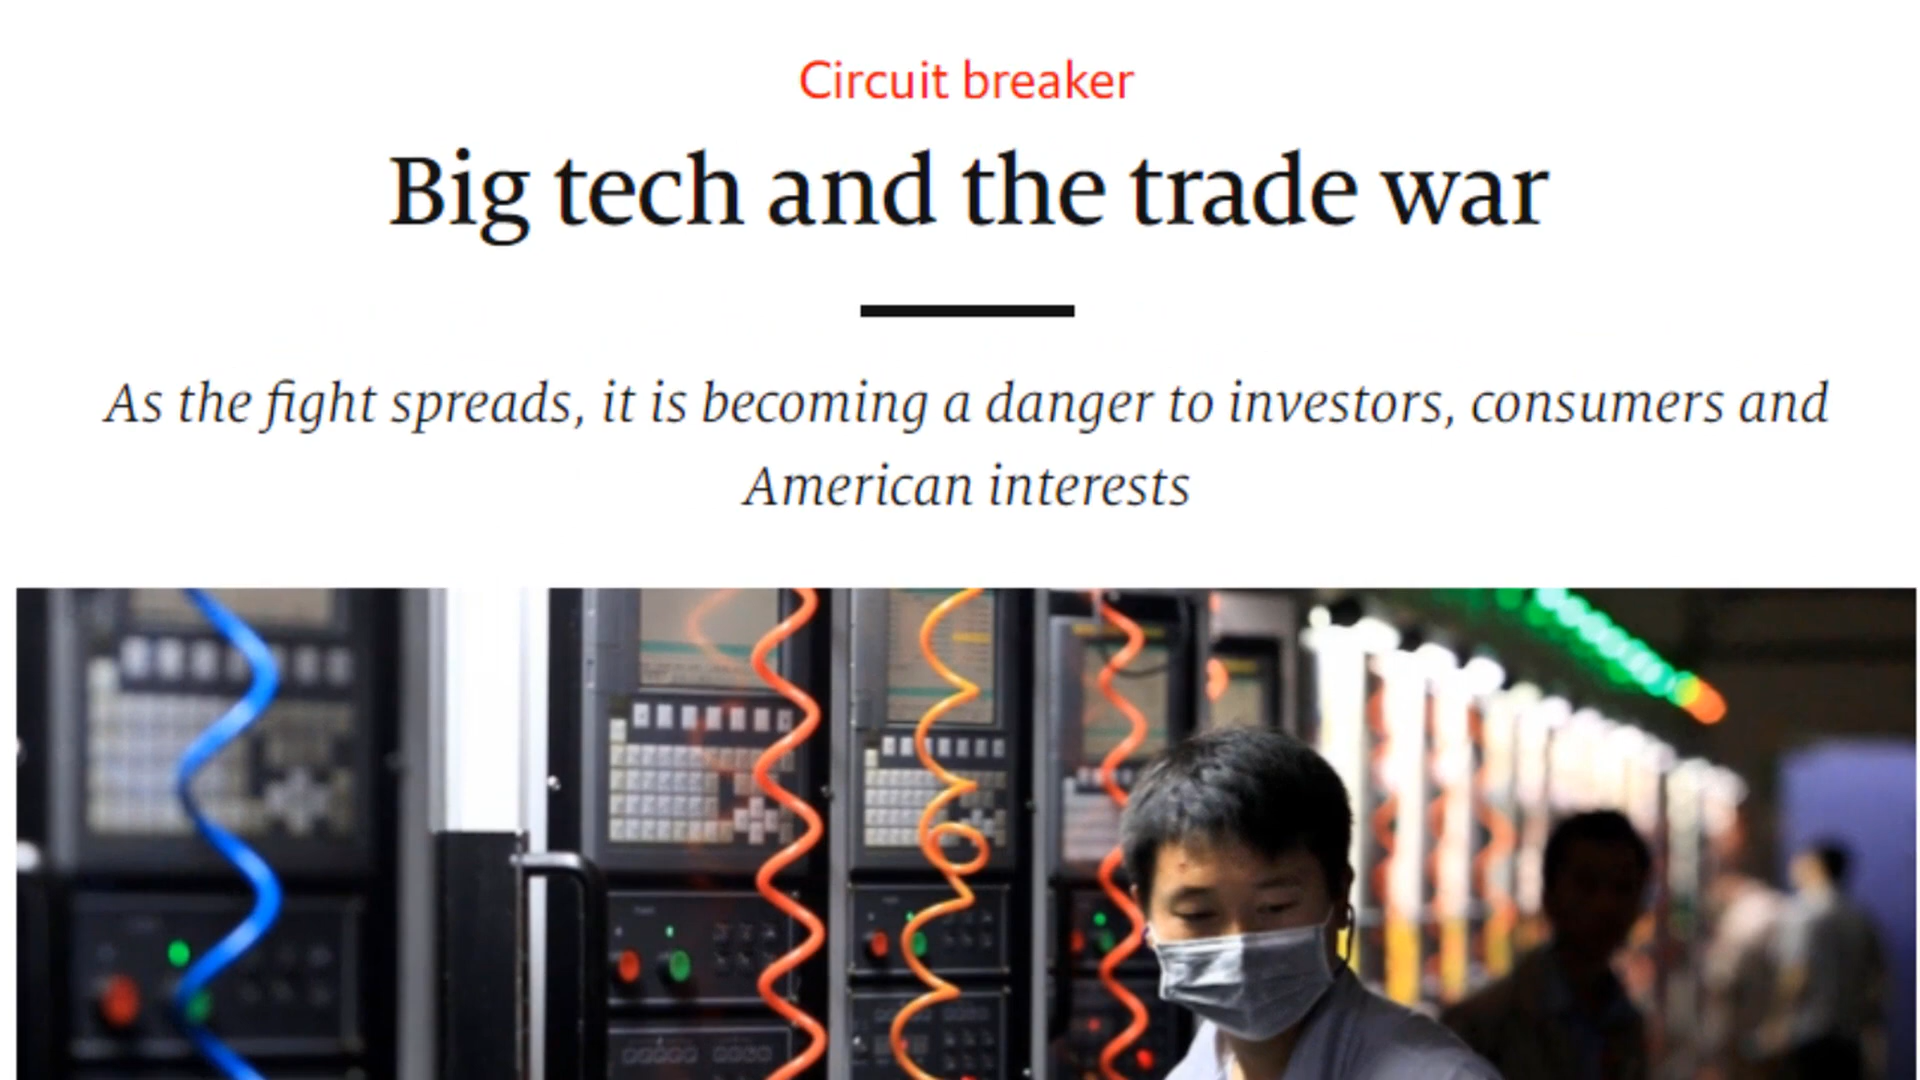 Circuit breaker
Big tech and the trade war
As the fight spreads, it is becoming a danger to investors, consumers and
American interests